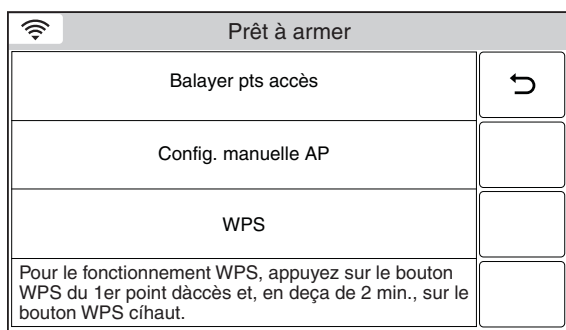 Prêt à armer
Balayer pts accès
Config. manuelle AP
WPS
Pour le fonctionnement WPS, appuyez sur le bouton
WPS du 1er point dàccès et, en deça de 2 min., sur le
bouton WPS cíhaut.